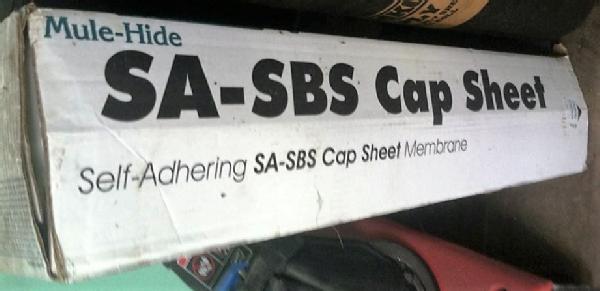 Mule-Hide
SA-SBS Cap Sheet
Self-Adhering SA-SBS Cap Sheet Membrane